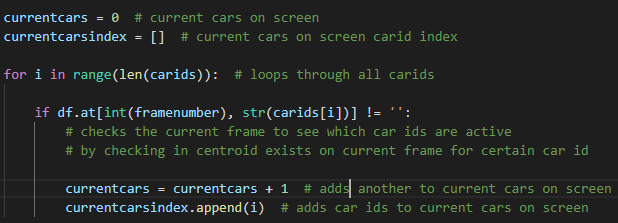 currentcars = 0  # current cars on screen
currentcarsindex = []  # current cars on screen carid index
for i in range(len(carids)):  # loops through all carids
if df.at[int(framenumber), str(carids[i])] != '':
# checks the current frame to see which car ids are active
# by checking in centroid exists on current frame for certain car id
currentcars = currentcars + 1  # adds another to current cars on screen
currentcarsindex.append(i)  # adds car ids to current cars on screen